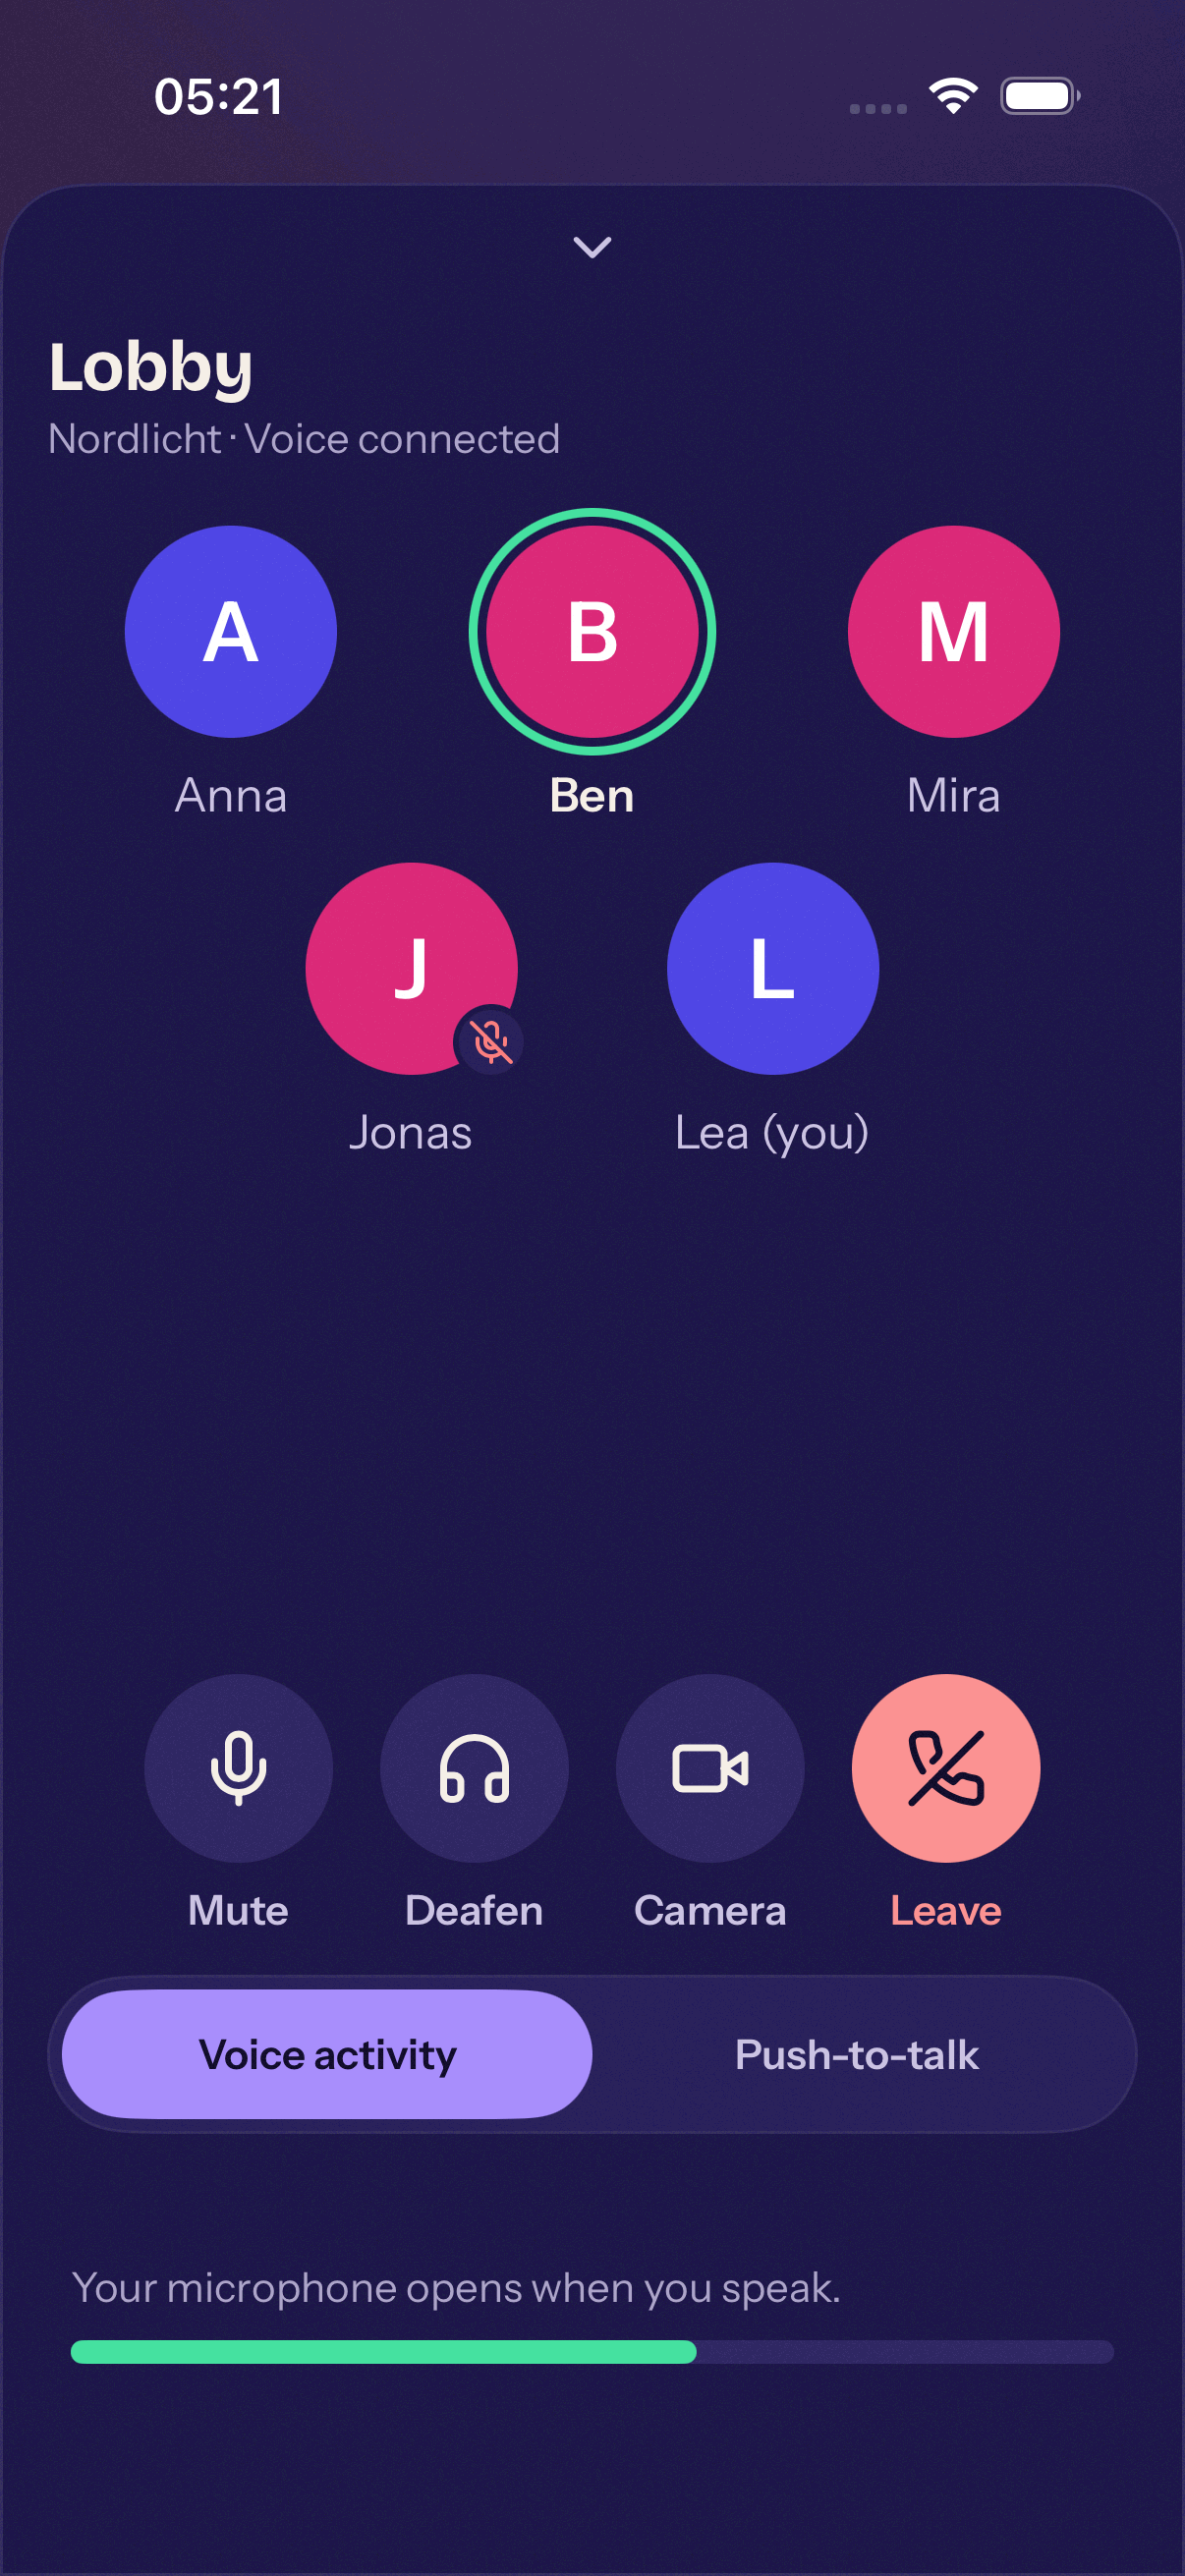 05:21
Lobby
Nordlicht · Voice connected
A B M
Anna Ben Mira
J L
Jonas Lea (you)
Mute Deafen Camera Leave
Voice activity Push-to-talk
Your microphone opens when you speak.